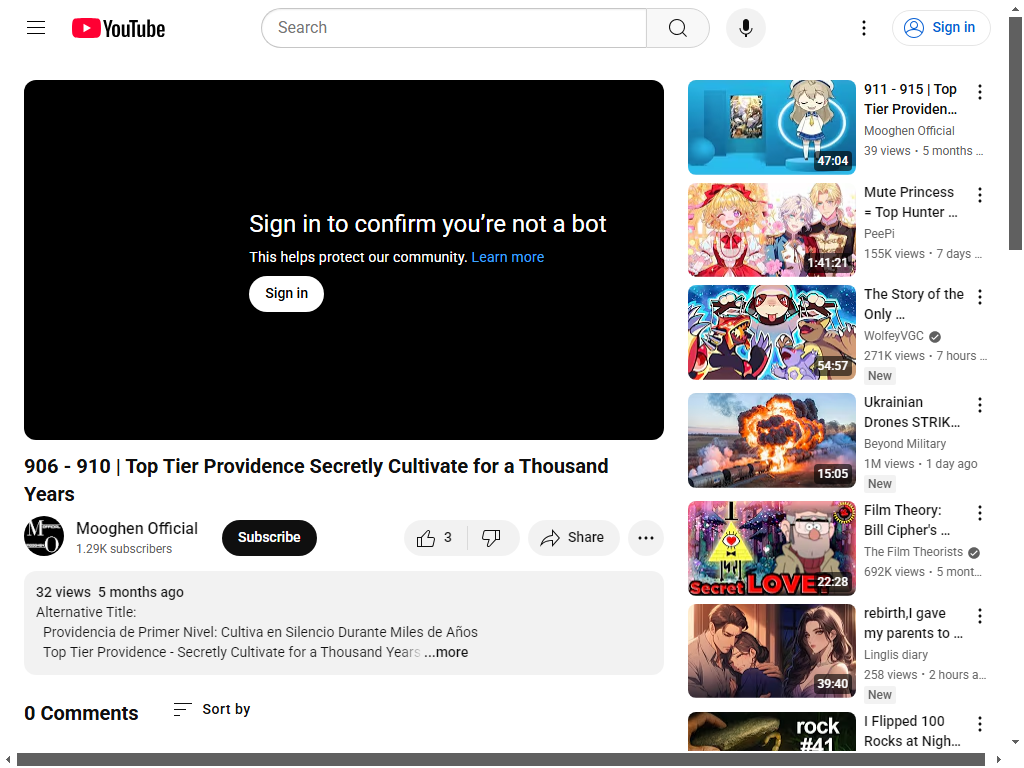 YouTube
Search
Sign in
Sign in to confirm you’re not a bot
This helps protect our community. Learn more
Sign in
906 - 910 | Top Tier Providence Secretly Cultivate for a Thousand
Years
Mooghen Official
1.29K subscribers
Subscribe
3
Share
32 views 5 months ago
Alternative Title:
Providencia de Primer Nivel: Cultiva en Silencio Durante Miles de Años
Top Tier Providence - Secretly Cultivate for a Thousand Years ...more
0 Comments
Sort by
47:04
911 - 915 | Top
Tier Providen...
Mooghen Official
39 views • 5 months ...
1:41:21
Mute Princess
= Top Hunter ...
PeePi
155K views • 7 days ...
54:57
The Story of the
Only ...
WolfeyVGC
271K views • 7 hours ...
New
15:05
Ukrainian
Drones STRIK...
Beyond Military
1M views • 1 day ago
New
Secret LOVE
22:28
Film Theory:
Bill Cipher's ...
The Film Theorists
692K views • 5 mont...
39:40
rebirth,I gave
my parents to ...
Linglis diary
258 views • 2 hours a...
New
rock
#41
I Flipped 100
Rocks at Nigh...